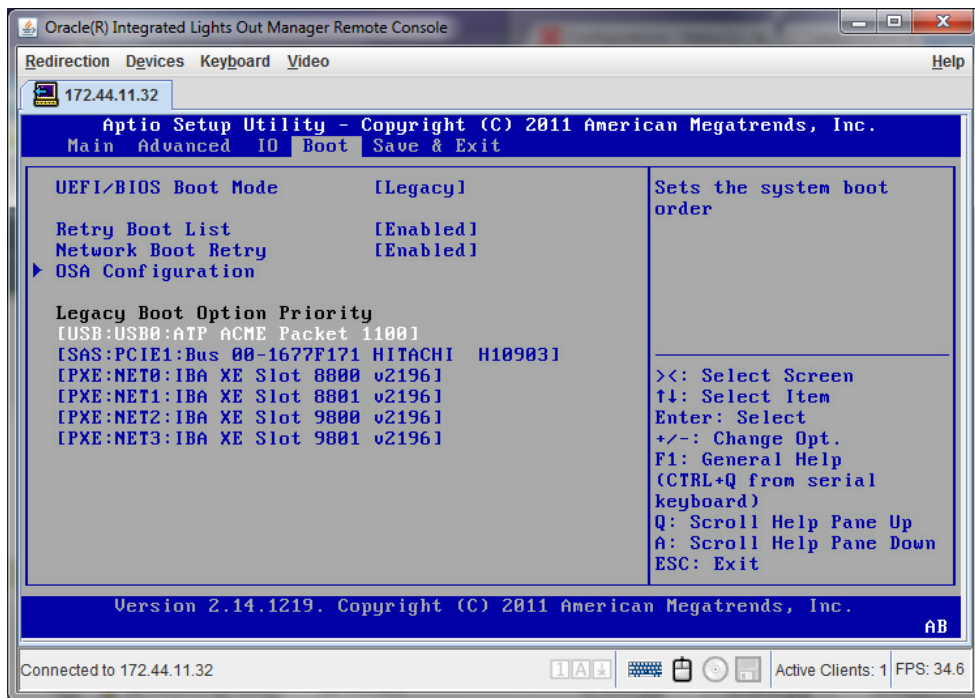 Oracle(R) Integrated Lights Out Manager Remote Console
Redirection Devices Keyboard Video Help
172.44.11.32
Aptio Setup Utility – Copyright (C) 2011 American Megatrends, Inc.
Main Advanced IO Boot Save & Exit
UEFI/BIOS Boot Mode [Legacy]
Retry Boot List [Enabled]
Network Boot Retry [Enabled]
OSA Configuration
Legacy Boot Option Priority
[USB:USB0:ATP ACME Packet 1100]
[SAS:PCIE1:Bus 00-1677F171 HITACHI H10903]
[PXE:NET0:IBA XE Slot 8800 v2196]
[PXE:NET1:IBA XE Slot 8801 v2196]
[PXE:NET2:IBA XE Slot 9800 v2196]
[PXE:NET3:IBA XE Slot 9801 v2196]
Sets the system boot
order
><: Select Screen
↑↓: Select Item
Enter: Select
+/-: Change Opt.
F1: General Help
(CTRL+Q from serial
keyboard)
Q: Scroll Help Pane Up
A: Scroll Help Pane Down
ESC: Exit
Version 2.14.1219. Copyright (C) 2011 American Megatrends, Inc.
AB
Connected to 172.44.11.32 1 A Active Clients: 1 FPS: 34.6